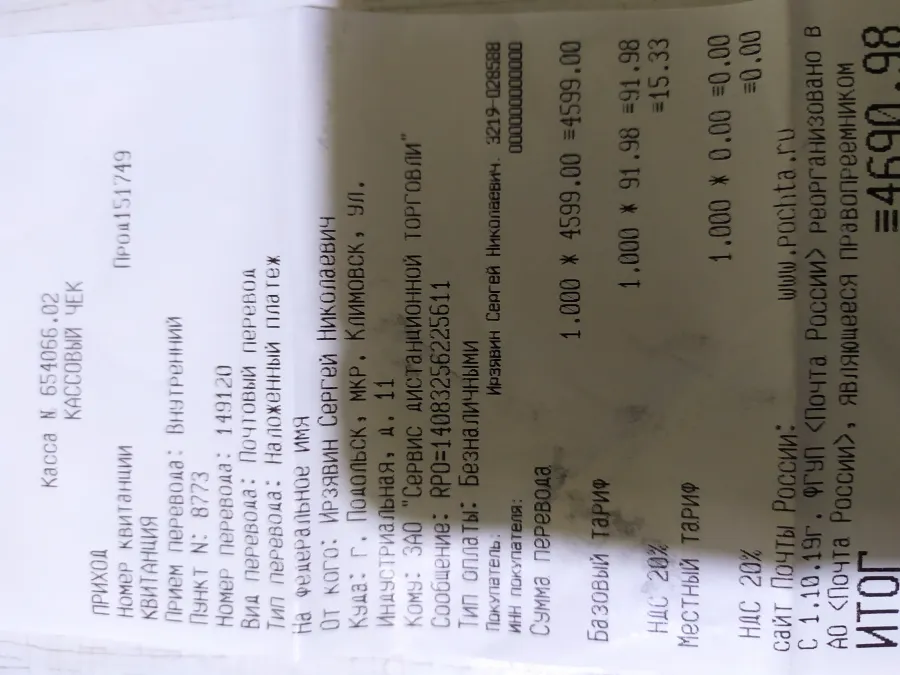 Касса N 654066.02
КАССОВЫЙ ЧЕК
ПРИХОД
Номер квитанции Прод151749
КВИТАНЦИЯ
Прием перевода: Внутренний
Пункт N: 8773
Номер перевода: 149120
Вид перевода: Почтовый перевод
Тип перевода: Наложенный платеж
На федеральное имя
От кого: ИРЗЯВИН СЕРГЕЙ НИКОЛАЕВИЧ
Куда: г. Подольск, мкр. Климовск, ул.
Индустриальная, д. 11
Кому: ЗАО "Сервис дистанционной торговли"
Сообщение: RPO=14083256225611
Тип оплаты: Безналичными
Покупатель: Ирзявин Сергей Николаевич. 3219-028588
ИНН покупателя: 000000000000
Сумма перевода
1.000 * 4599.00 ≡4599.00
Базовый тариф
1.000 * 91.98 ≡91.98
НДС 20% ≡15.33
Местный тариф
1.000 * 0.00 ≡0.00
НДС 20% ≡0.00
сайт Почты России: www.pochta.ru
С 1.10.19г. ФГУП <Почта России> реорганизовано в
АО <Почта России>, являющееся правопреемником
ИТОГ ≡4690.98